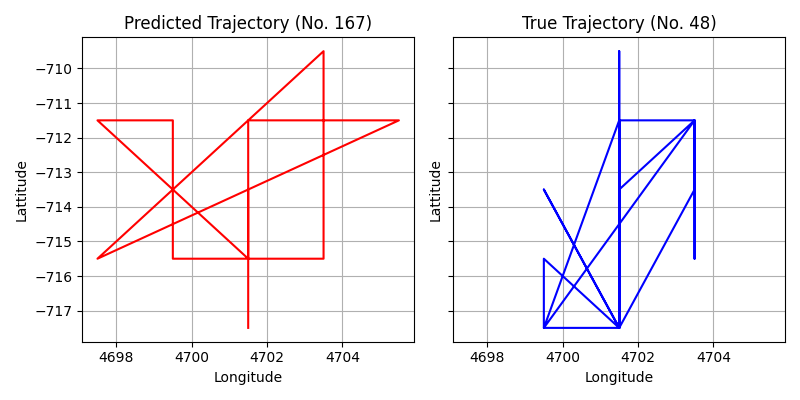 Predicted Trajectory (No. 167)
True Trajectory (No. 48)
Lattitude
−710
−711
−712
−713
−714
−715
−716
−717
4698 4700 4702 4704
Longitude
Lattitude
4698 4700 4702 4704
Longitude